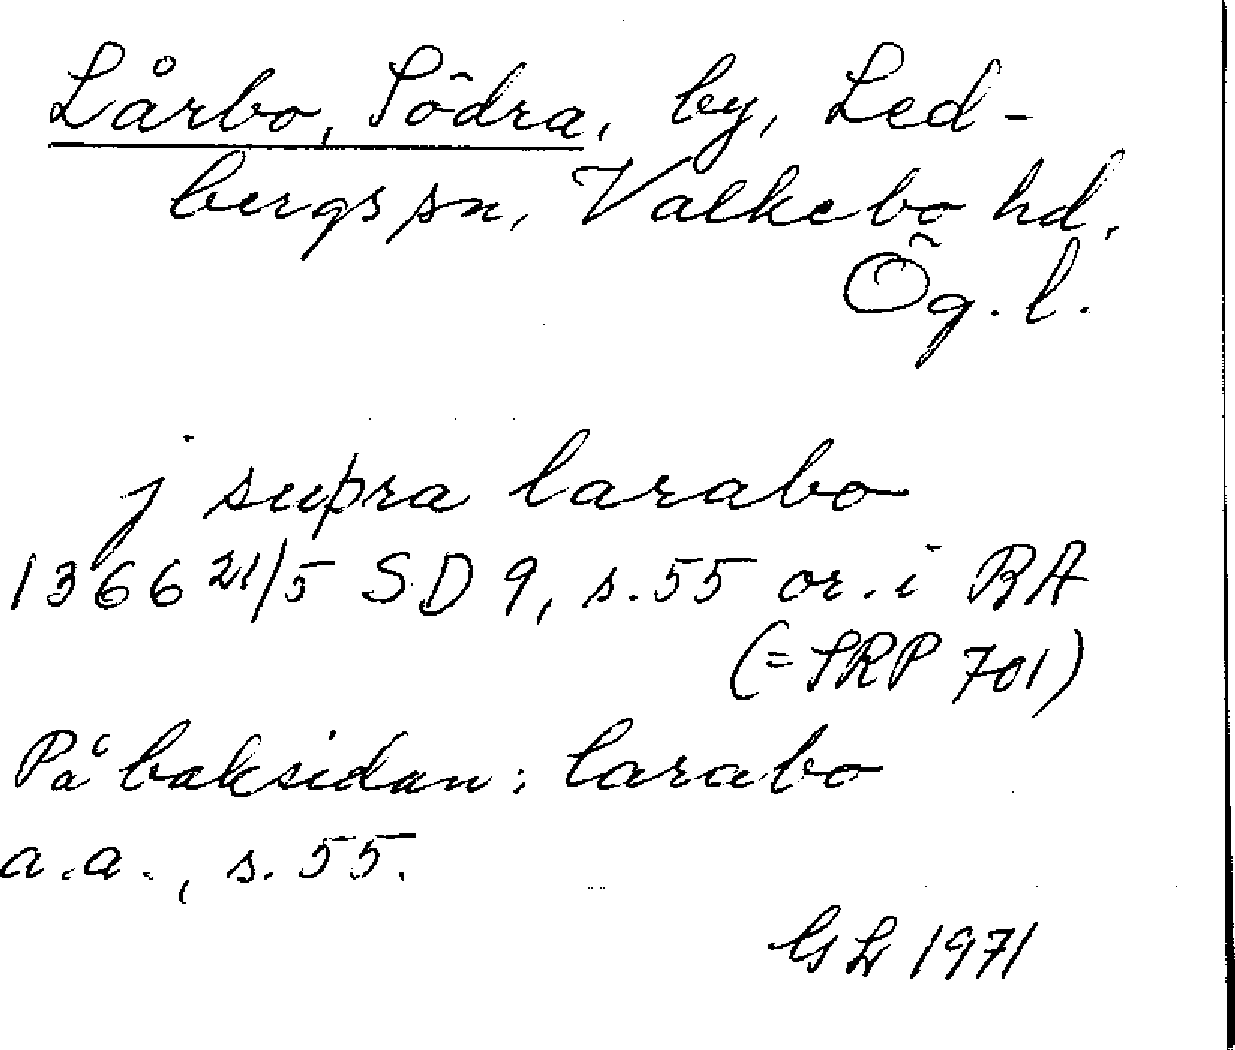 Lårbo, Södra, by, Led-
bergs sn, Valkebo hd,
Ög. l.
j supra larabo
1366 21/5 SD 9, s. 55 or. i RA
(= SRP 701)
På baksidan: larabo
a.a., s. 55.
GL 1971